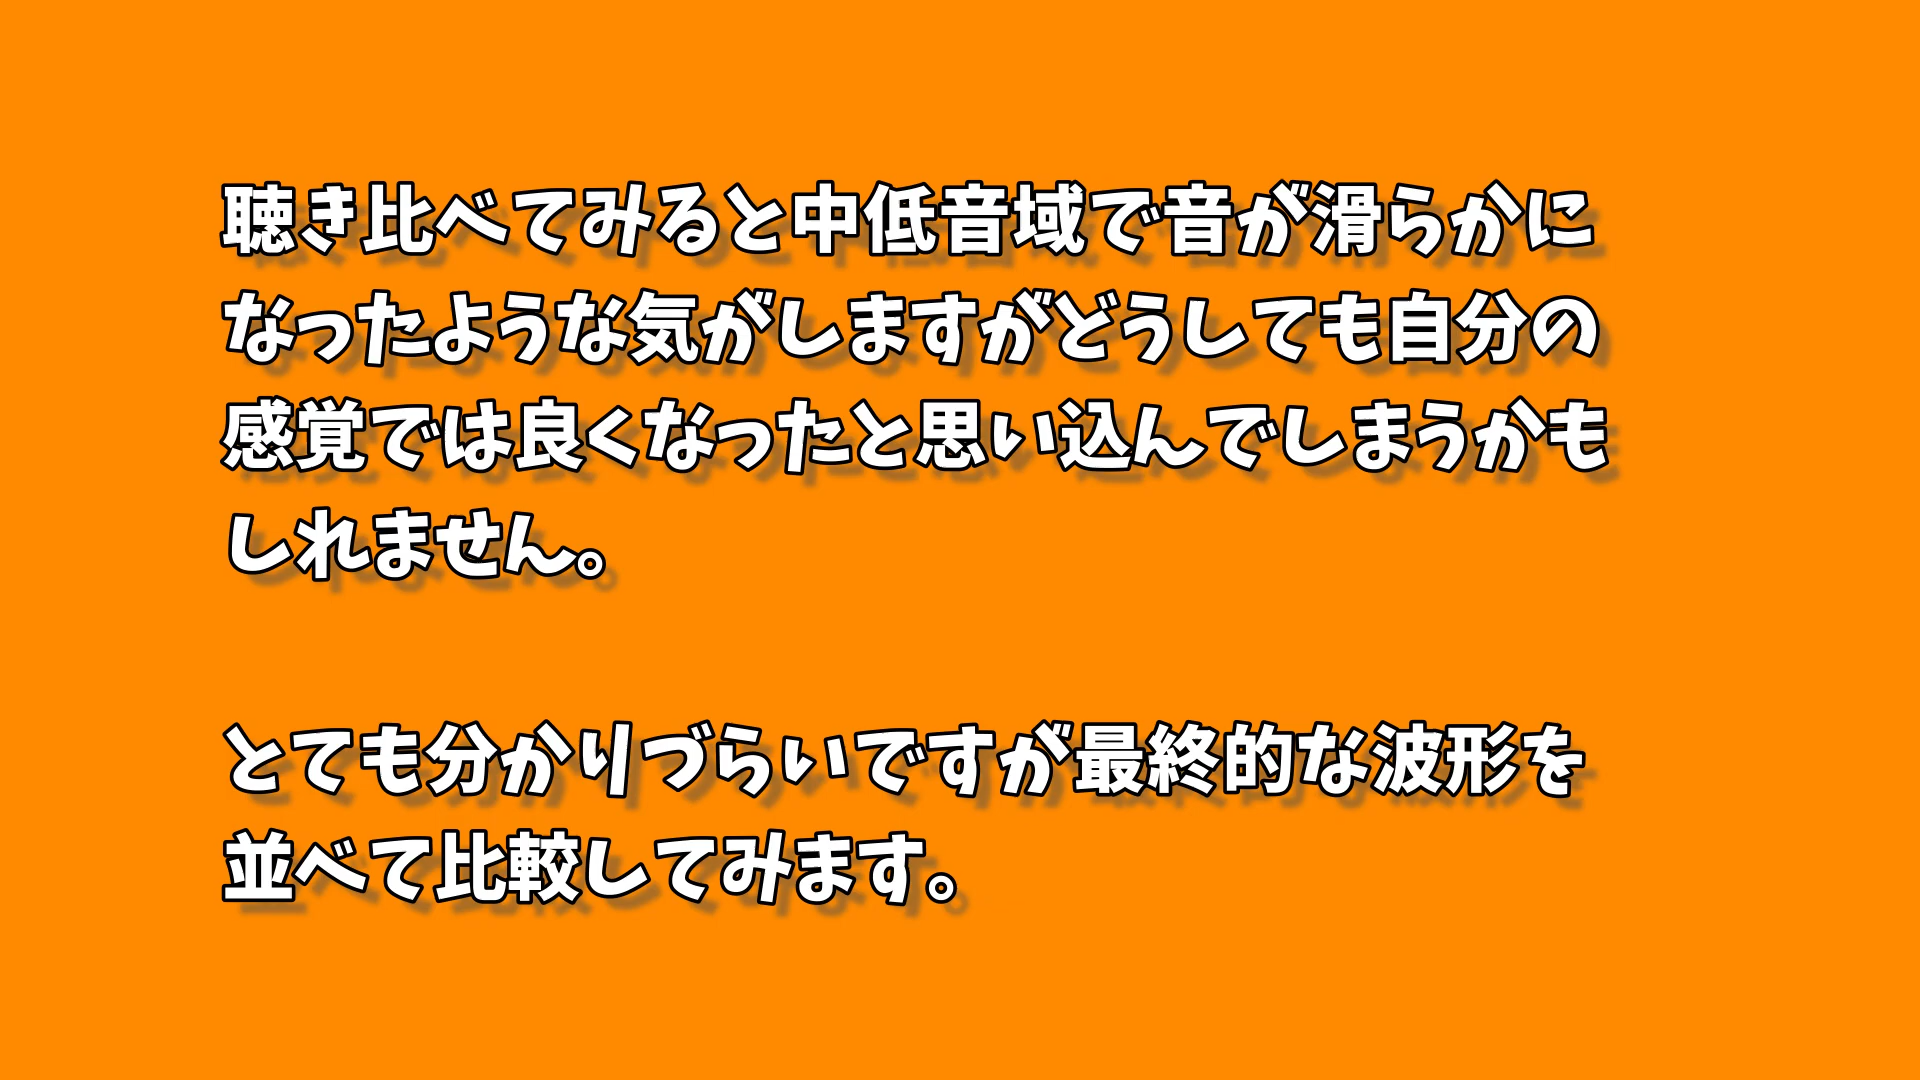 聴き比べてみると中低音域で音が滑らかに
なったような気がしますがどうしても自分の
感覚では良くなったと思い込んでしまうかも
しれません。
とても分かりづらいですが最終的な波形を
並べて比較してみます。